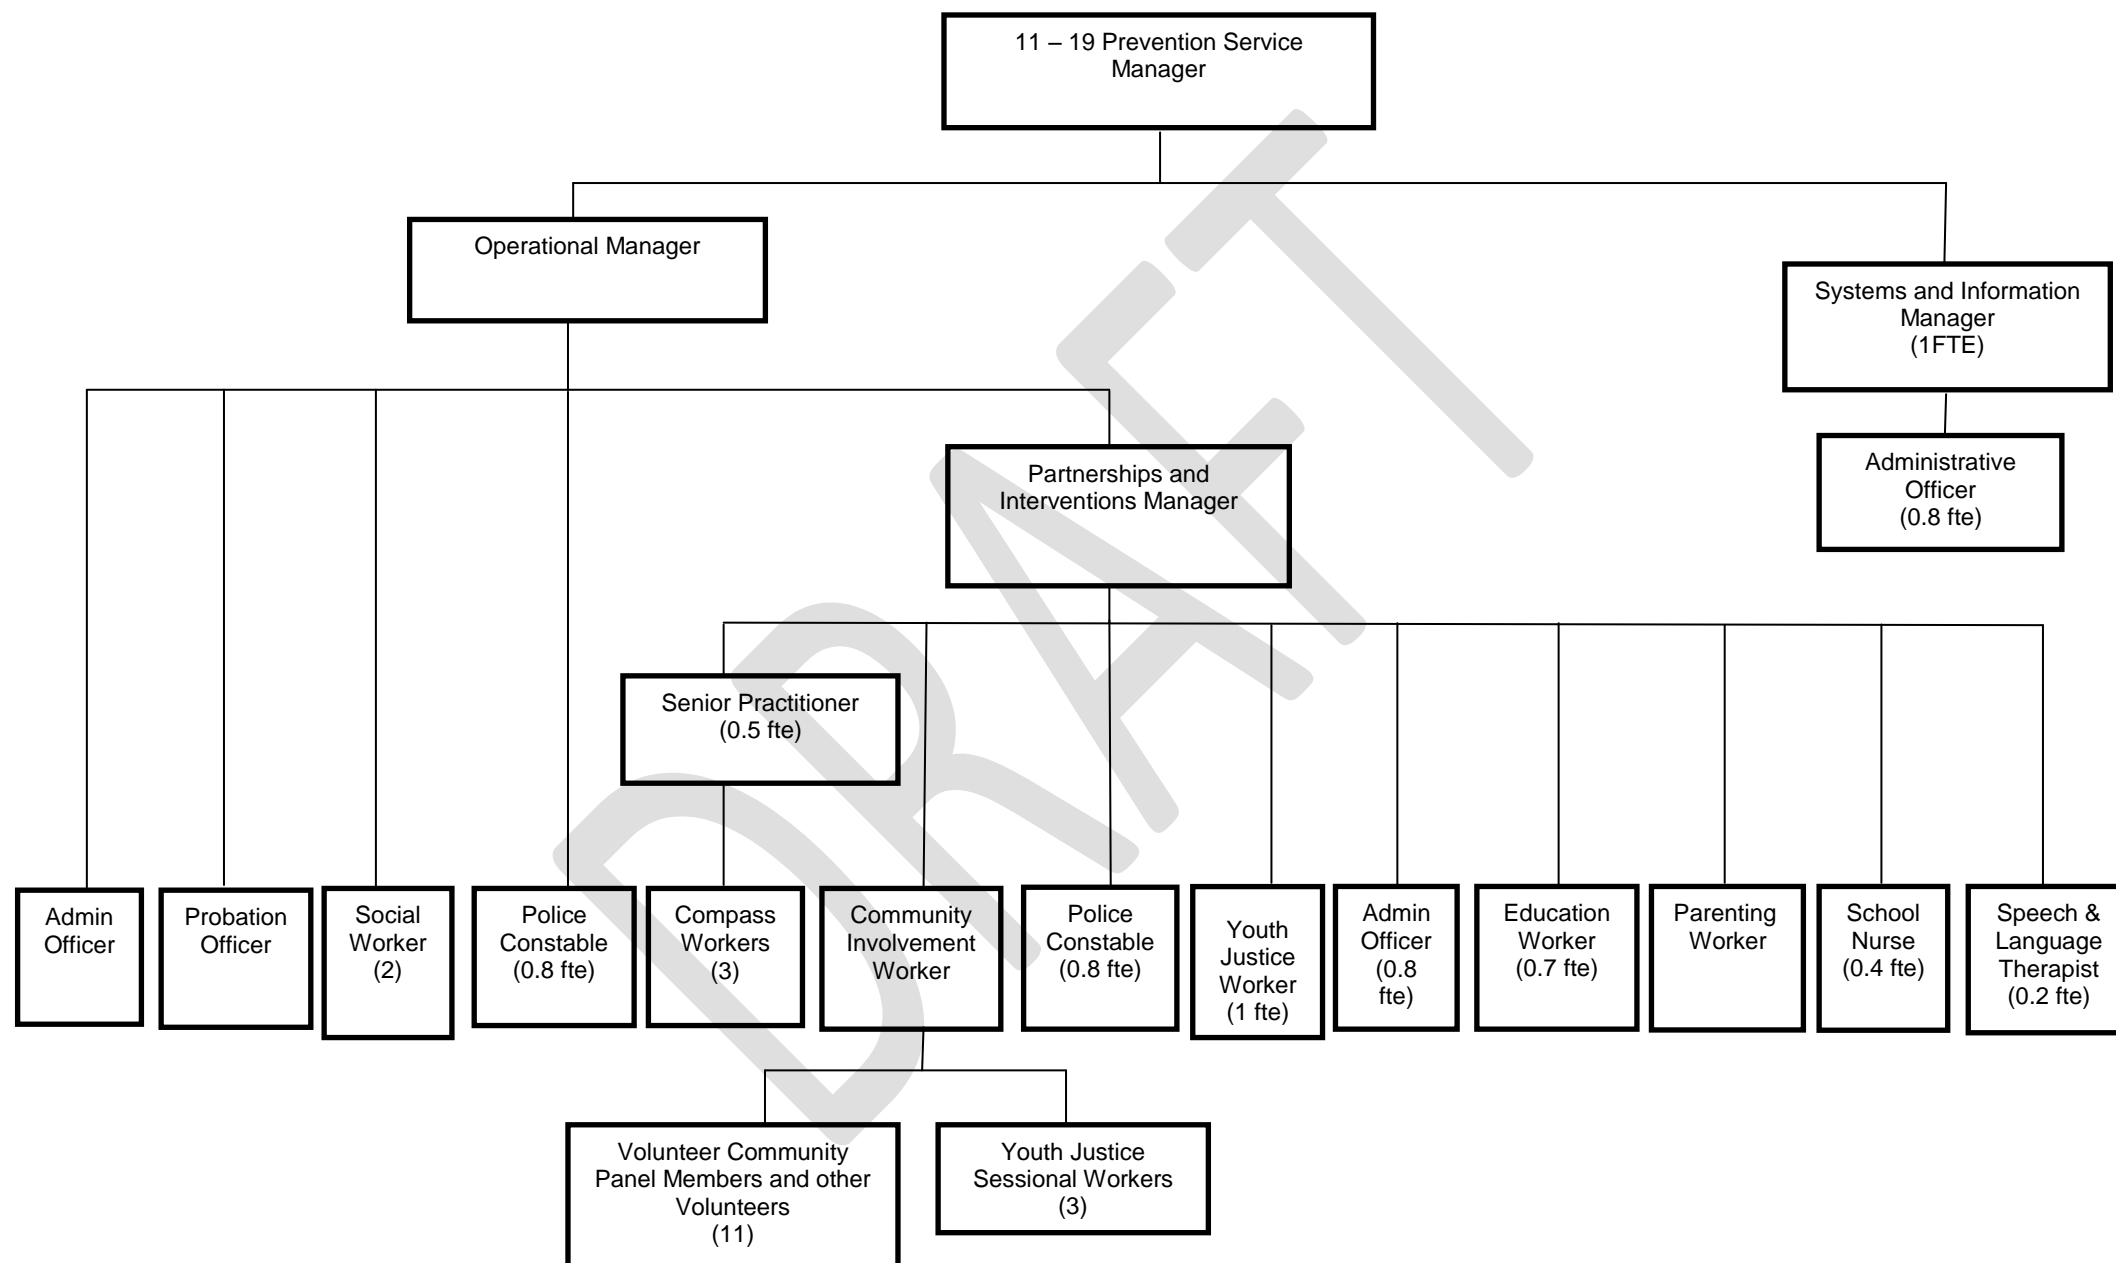 11 – 19 Prevention Service
Manager
Operational Manager
Systems and Information
Manager
(1FTE)
Partnerships and
Interventions Manager
Administrative
Officer
(0.8 fte)
Senior Practitioner
(0.5 fte)
Admin
Officer
Probation
Officer
Social
Worker
(2)
Police
Constable
(0.8 fte)
Compass
Workers
(3)
Community
Involvement
Worker
Police
Constable
(0.8 fte)
Youth
Justice
Worker
(1 fte)
Admin
Officer
(0.8
fte)
Education
Worker
(0.7 fte)
Parenting
Worker
School
Nurse
(0.4 fte)
Speech &
Language
Therapist
(0.2 fte)
Volunteer Community
Panel Members and other
Volunteers
(11)
Youth Justice
Sessional Workers
(3)
DRAFT